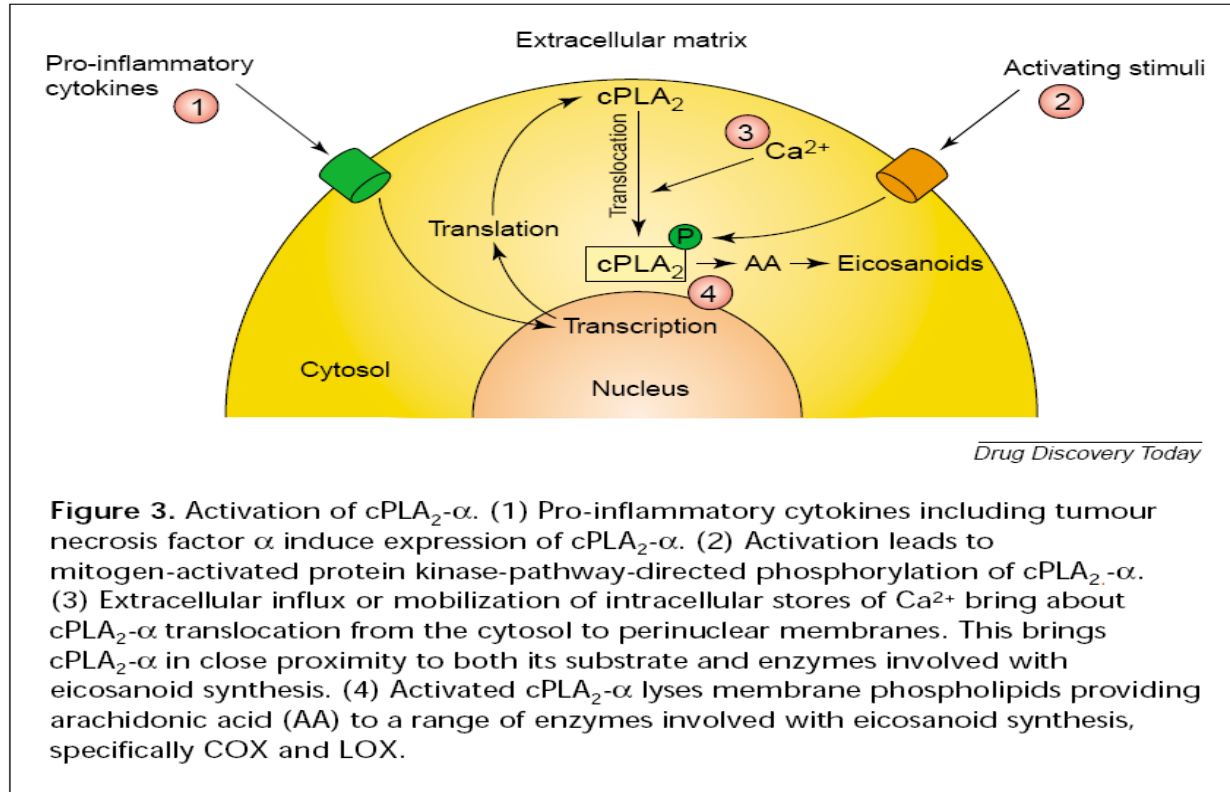 Extracellular matrix
Pro-inflammatory
cytokines
1
Activating stimuli
2
cPLA₂
Translocation
3
Ca²⁺
Translation
P
cPLA₂
AA
Eicosanoids
4
Transcription
Cytosol
Nucleus
Drug Discovery Today
Figure 3. Activation of cPLA₂-α. (1) Pro-inflammatory cytokines including tumour
necrosis factor α induce expression of cPLA₂-α. (2) Activation leads to
mitogen-activated protein kinase-pathway-directed phosphorylation of cPLA₂.-α.
(3) Extracellular influx or mobilization of intracellular stores of Ca²⁺ bring about
cPLA₂-α translocation from the cytosol to perinuclear membranes. This brings
cPLA₂-α in close proximity to both its substrate and enzymes involved with
eicosanoid synthesis. (4) Activated cPLA₂-α lyses membrane phospholipids providing
arachidonic acid (AA) to a range of enzymes involved with eicosanoid synthesis,
specifically COX and LOX.